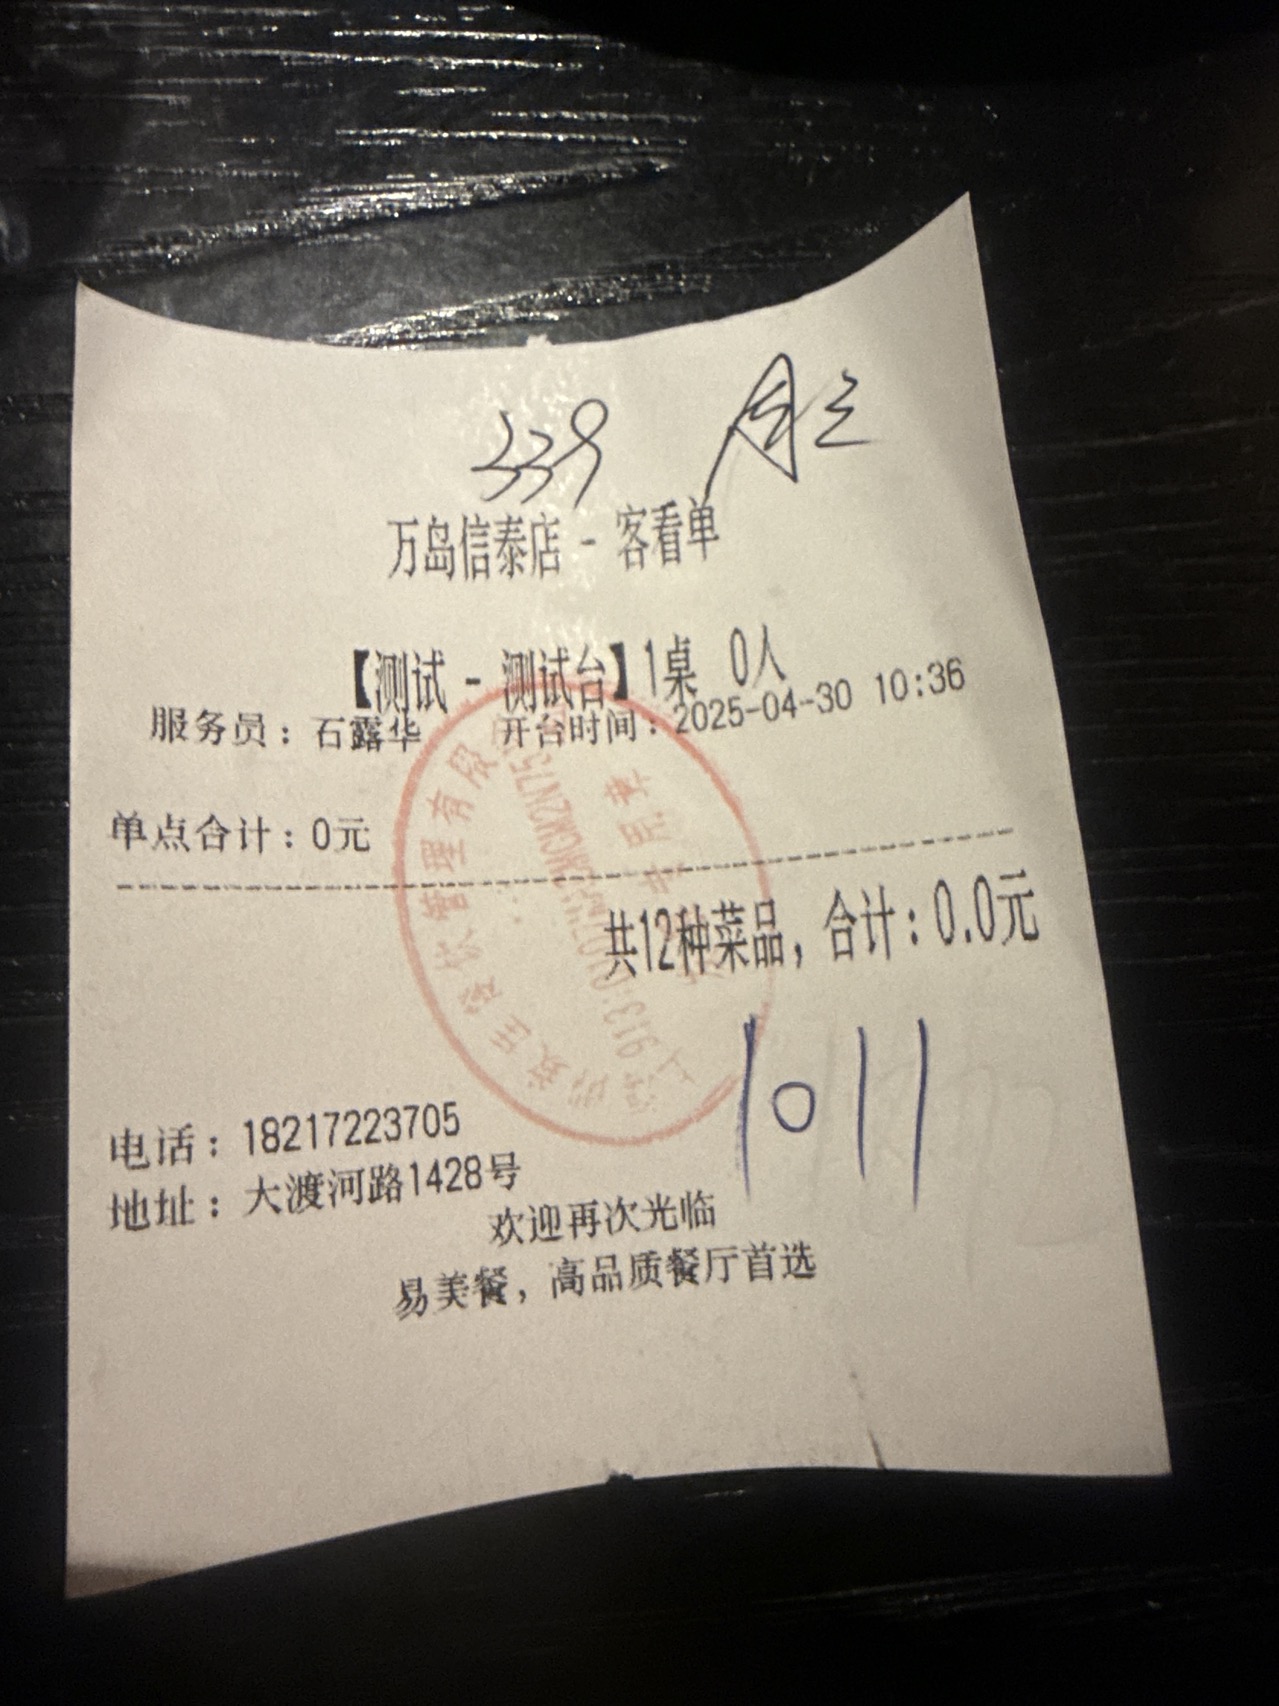 339
万岛信泰店 - 客看单
【测试 - 测试台】1桌 0人
服务员：石露华 开台时间：2025-04-30 10:36
单点合计：0元
共12种菜品，合计：0.0元
1011
电话：18217223705
地址：大渡河路1428号
欢迎再次光临
易美餐，高品质餐厅首选